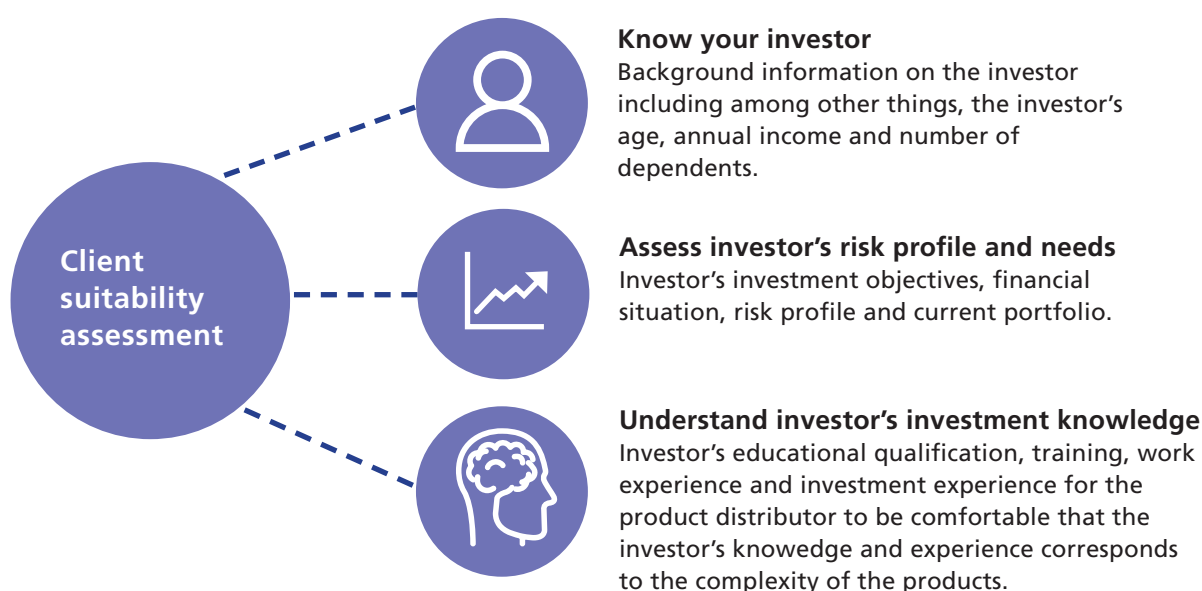 Know your investor
Background information on the investor
including among other things, the investor’s
age, annual income and number of
dependents.
Client
suitability
assessment
Assess investor’s risk profile and needs
Investor’s investment objectives, financial
situation, risk profile and current portfolio.
Understand investor’s investment knowledge
Investor’s educational qualification, training, work
experience and investment experience for the
product distributor to be comfortable that the
investor’s knowedge and experience corresponds
to the complexity of the products.